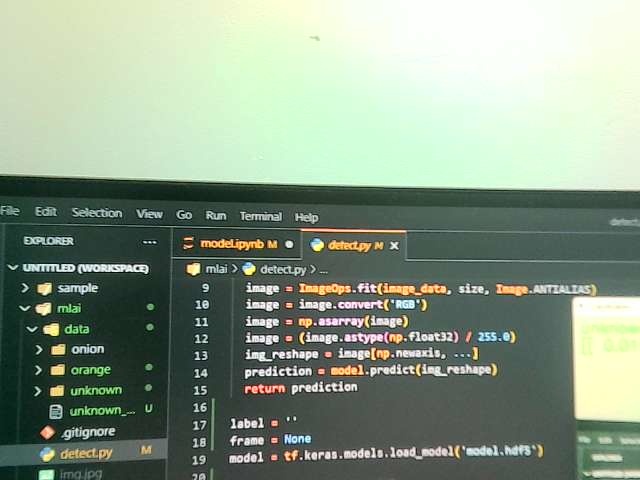 File Edit Selection View Go Run Terminal Help
EXPLORER ...
model.ipynb M
detect.py M
UNTITLED (WORKSPACE)
mlai > detect.py > ...
sample
mlai
data
onion
orange
unknown
unknown_... U
.gitignore
detect.py M
img.jpg
9 image = ImageOps.fit(image_data, size, Image.ANTIALIAS)
10 image = image.convert('RGB')
11 image = np.asarray(image)
12 image = (image.astype(np.float32) / 255.0)
13 img_reshape = image[np.newaxis, ...]
14 prediction = model.predict(img_reshape)
15 return prediction
16
17 label = ''
18 frame = None
19 model = tf.keras.models.load_model('model.hdf5')
20